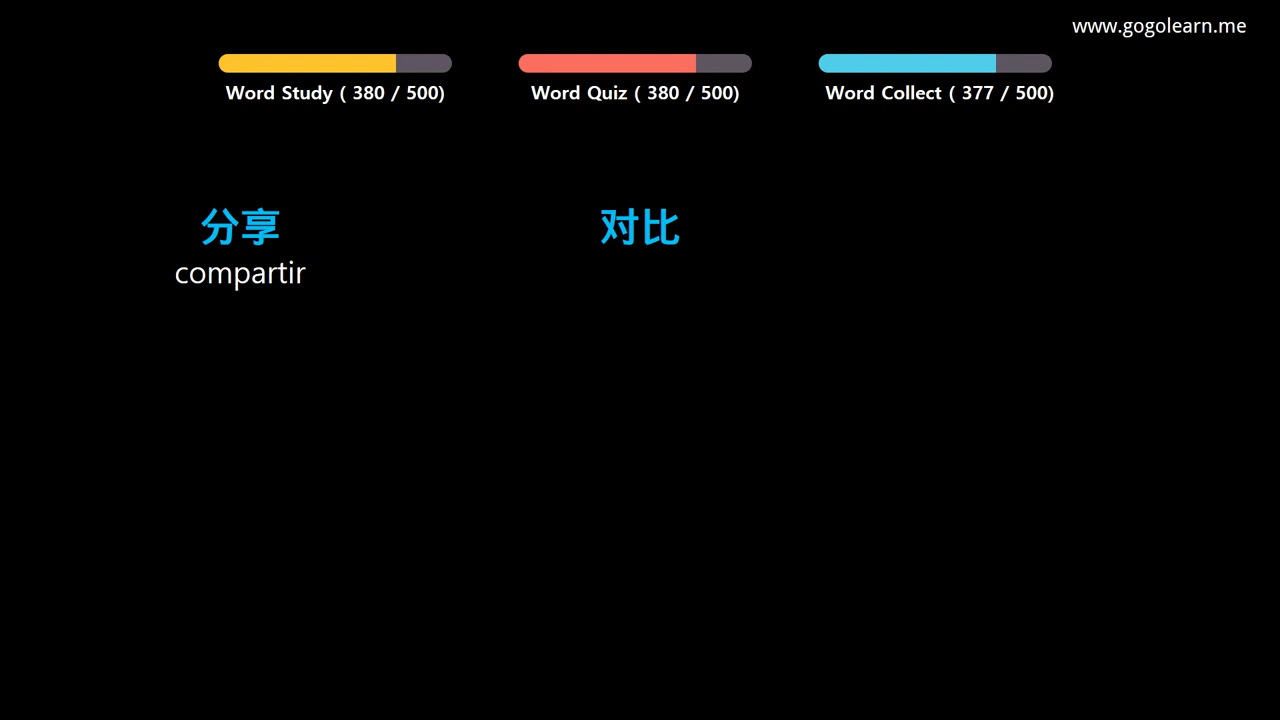 www.gogolearn.me
Word Study ( 380 / 500)
Word Quiz ( 380 / 500)
Word Collect ( 377 / 500)
分享
compartir
对比